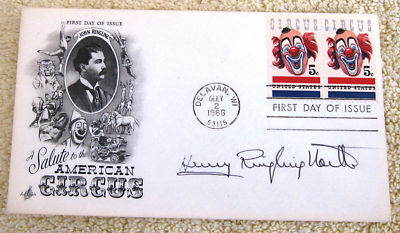 FIRST DAY OF ISSUE
JOHN RINGLING
A Salute to the
AMERICAN
CIRCUS
DELAVAN, WI
MAY
2
1966
53115
CIRCUS CIRCUS
5c 5c
UNITED STATES UNITED STATES
FIRST DAY OF ISSUE
Henry Ringling North